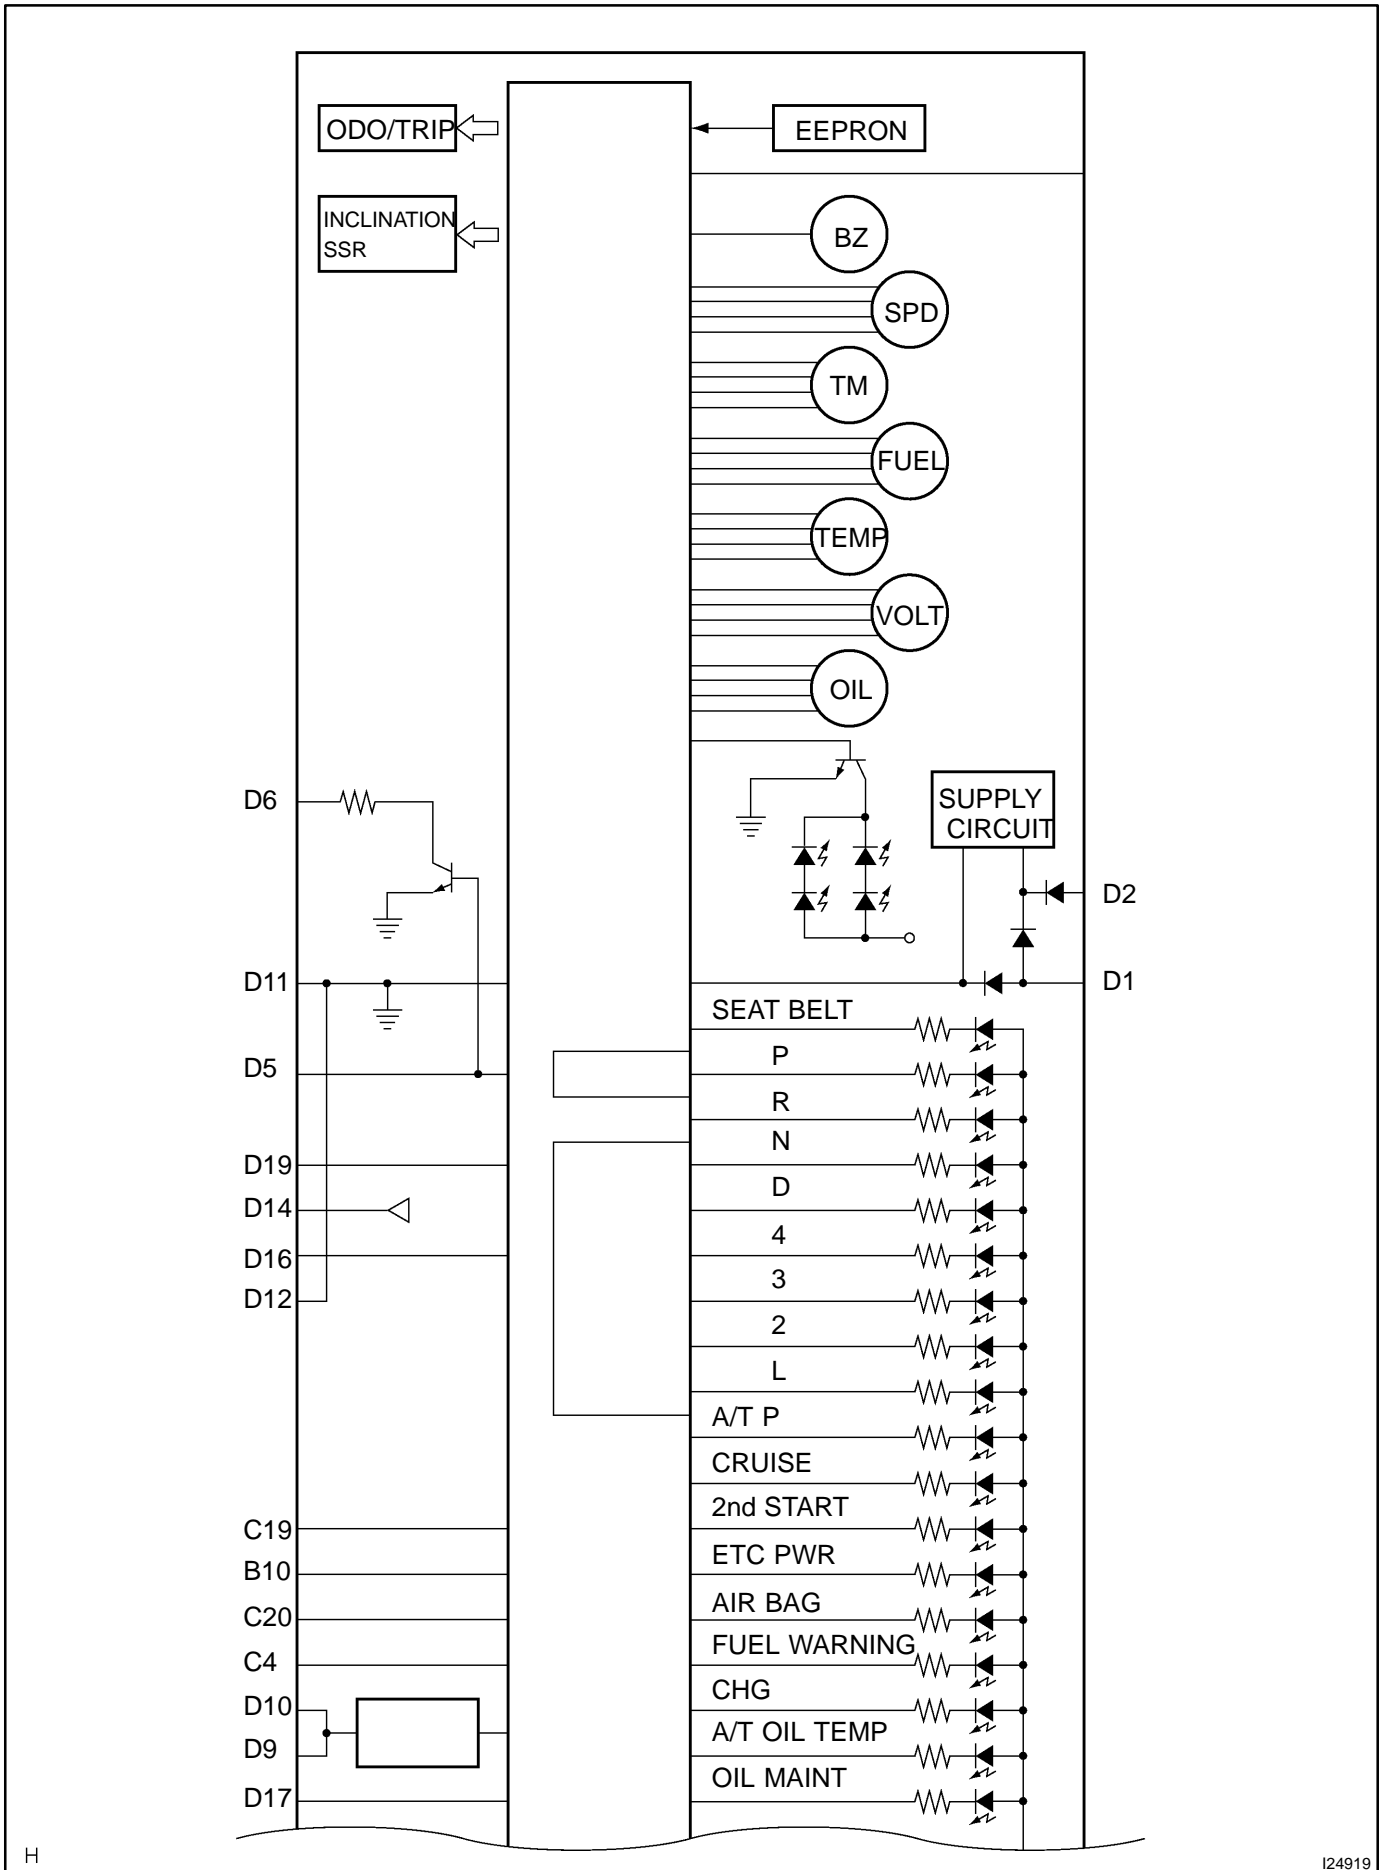 ODO/TRIP
EEPRON
INCLINATION
SSR
BZ
SPD
TM
FUEL
TEMP
VOLT
OIL
D6
SUPPLY
CIRCUIT
D2
D11
D1
SEAT BELT
D5
P
R
N
D19
D
D14
4
D16
3
D12
2
L
A/T P
CRUISE
2nd START
C19
ETC PWR
B10
AIR BAG
C20
FUEL WARNING
C4
CHG
D10
A/T OIL TEMP
D9
OIL MAINT
D17
H
I24919